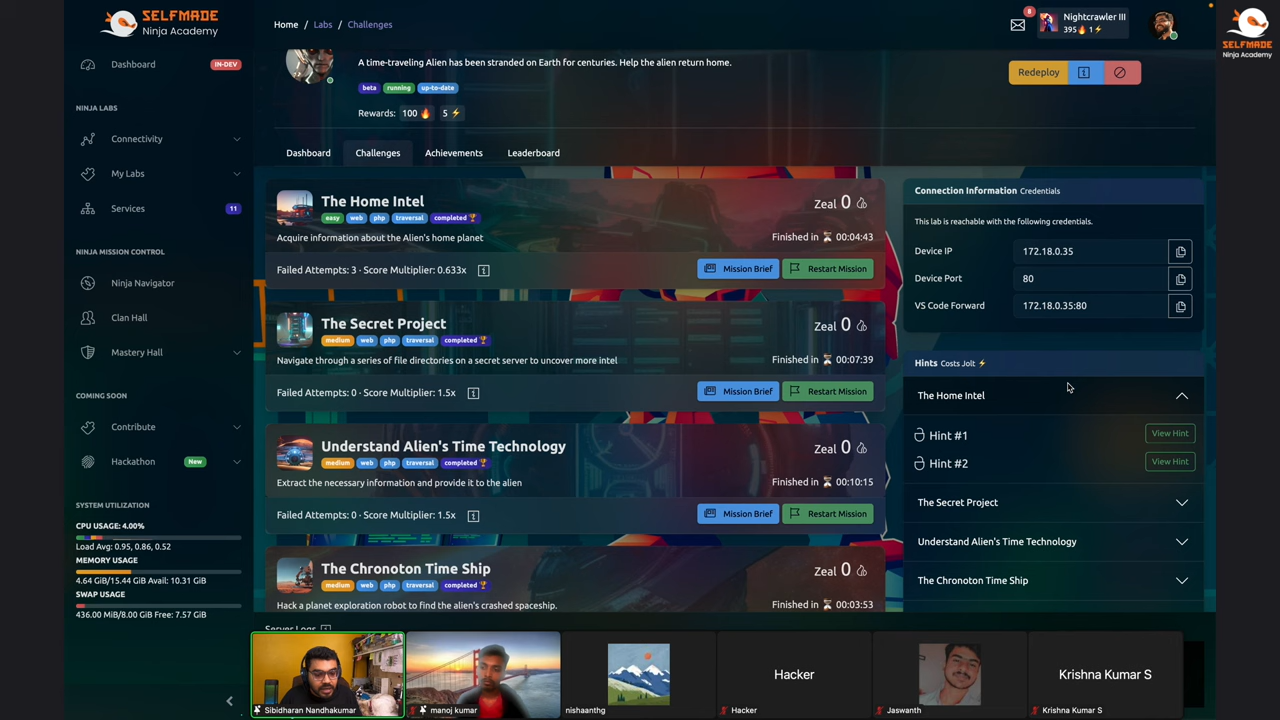 SELFMADE
Ninja Academy
Home / Labs / Challenges
8
Nightcrawler III
395 1
SELFMADE
Ninja Academy
Dashboard
IN-DEV
NINJA LABS
Connectivity
My Labs
Services
11
NINJA MISSION CONTROL
Ninja Navigator
Clan Hall
Mastery Hall
COMING SOON
Contribute
Hackathon
New
SYSTEM UTILIZATION
CPU USAGE: 4.00%
Load Avg: 0.95, 0.86, 0.52
MEMORY USAGE
4.64 GiB/15.44 GiB Avail: 10.31 GiB
SWAP USAGE
436.00 MiB/8.00 GiB Free: 7.57 GiB
A time-traveling Alien has been stranded on Earth for centuries. Help the alien return home.
beta running up-to-date
Rewards: 100 5
Redeploy
Dashboard
Challenges
Achievements
Leaderboard
The Home Intel
easy web php traversal completed
Acquire information about the Alien's home planet
Zeal 0
Finished in 00:04:43
Failed Attempts: 3 · Score Multiplier: 0.633x
Mission Brief
Restart Mission
The Secret Project
medium web php traversal completed
Navigate through a series of file directories on a secret server to uncover more intel
Zeal 0
Finished in 00:07:39
Failed Attempts: 0 · Score Multiplier: 1.5x
Mission Brief
Restart Mission
Understand Alien's Time Technology
medium web php traversal completed
Extract the necessary information and provide it to the alien
Zeal 0
Finished in 00:10:15
Failed Attempts: 0 · Score Multiplier: 1.5x
Mission Brief
Restart Mission
The Chronoton Time Ship
medium web php traversal completed
Hack a planet exploration robot to find the alien's crashed spaceship.
Zeal 0
Finished in 00:03:53
Server Logs
Connection Information Credentials
This lab is reachable with the following credentials.
Device IP
172.18.0.35
Device Port
80
VS Code Forward
172.18.0.35:80
Hints Costs Jolt
The Home Intel
Hint #1
View Hint
Hint #2
View Hint
The Secret Project
Understand Alien's Time Technology
The Chronoton Time Ship
Sibidharan Nandhakumar
manoj kumar
nishaanthg
Hacker
Hacker
Jaswanth
Krishna Kumar S
Krishna Kumar S